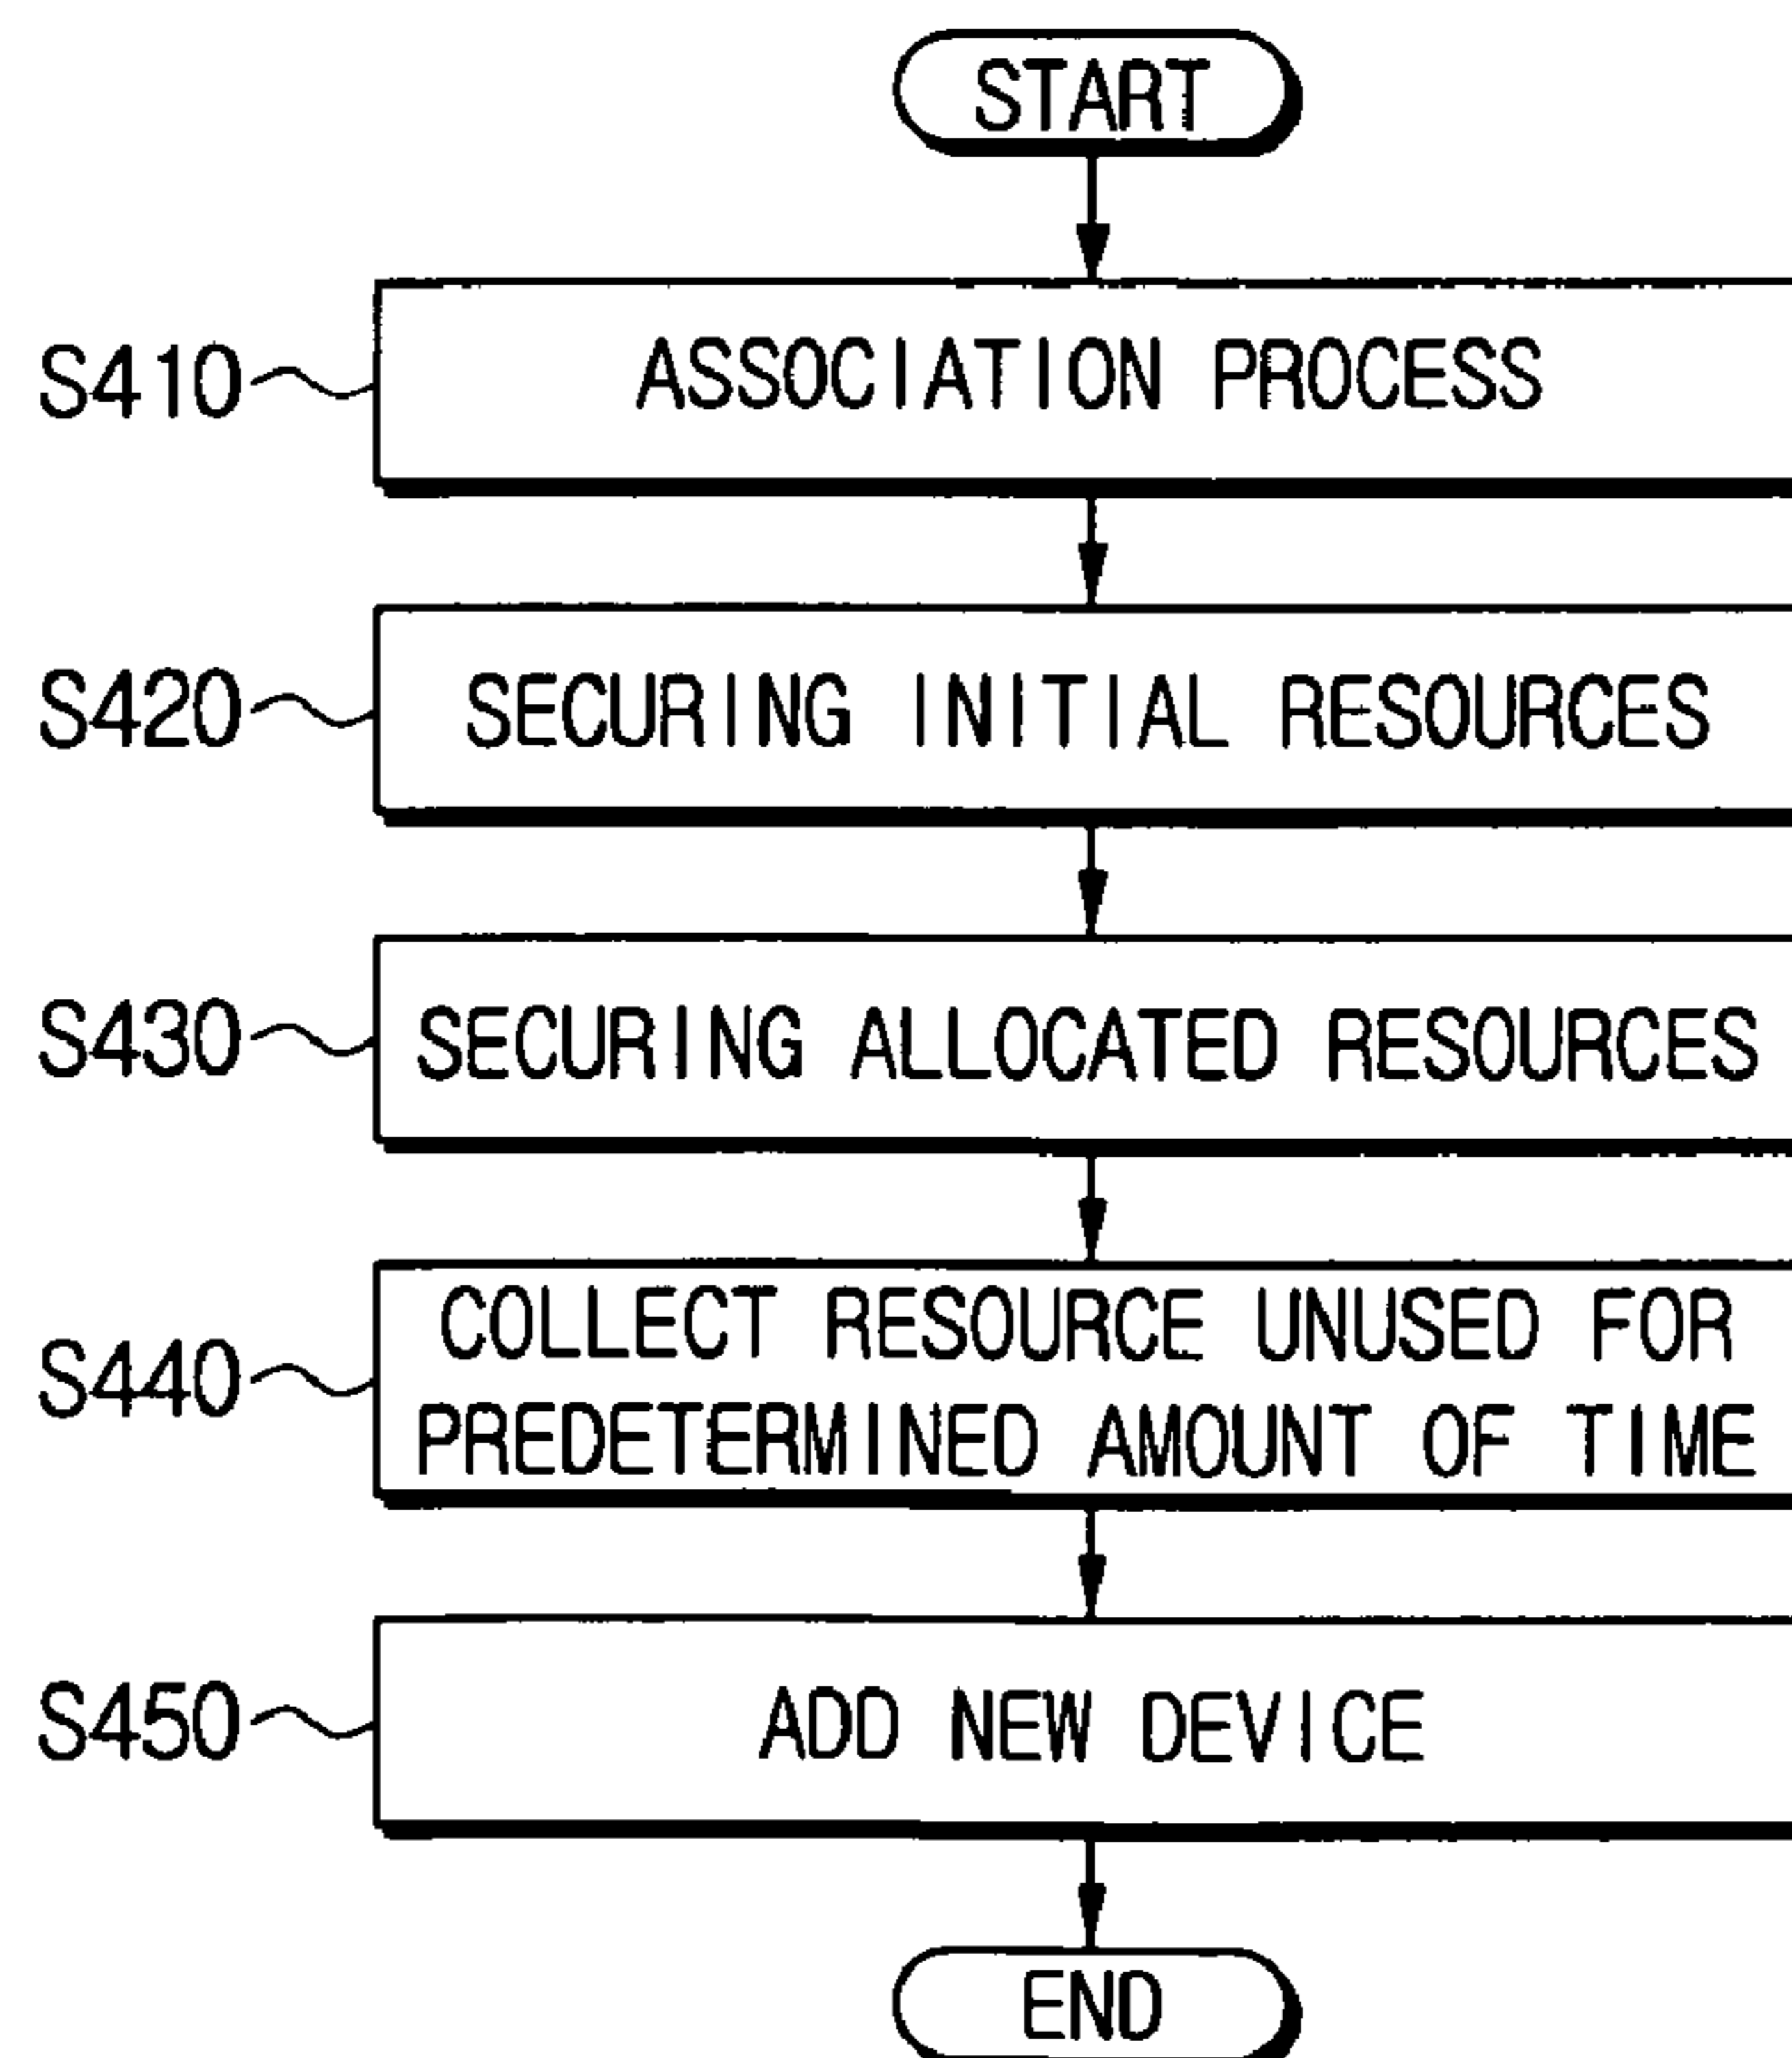 START
S410
ASSOCIATION PROCESS
S420
SECURING INITIAL RESOURCES
S430
SECURING ALLOCATED RESOURCES
S440
COLLECT RESOURCE UNUSED FOR
PREDETERMINED AMOUNT OF TIME
S450
ADD NEW DEVICE
END